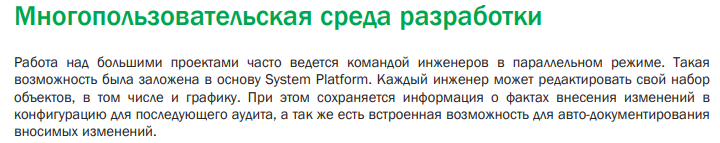 Многопользовательская среда разработки
Работа над большими проектами часто ведется командой инженеров в параллельном режиме. Такая
возможность была заложена в основу System Platform. Каждый инженер может редактировать свой набор
объектов, в том числе и графику. При этом сохраняется информация о фактах внесения изменений в
конфигурацию для последующего аудита, а так же есть встроенная возможность для авто-документирования
вносимых изменений.